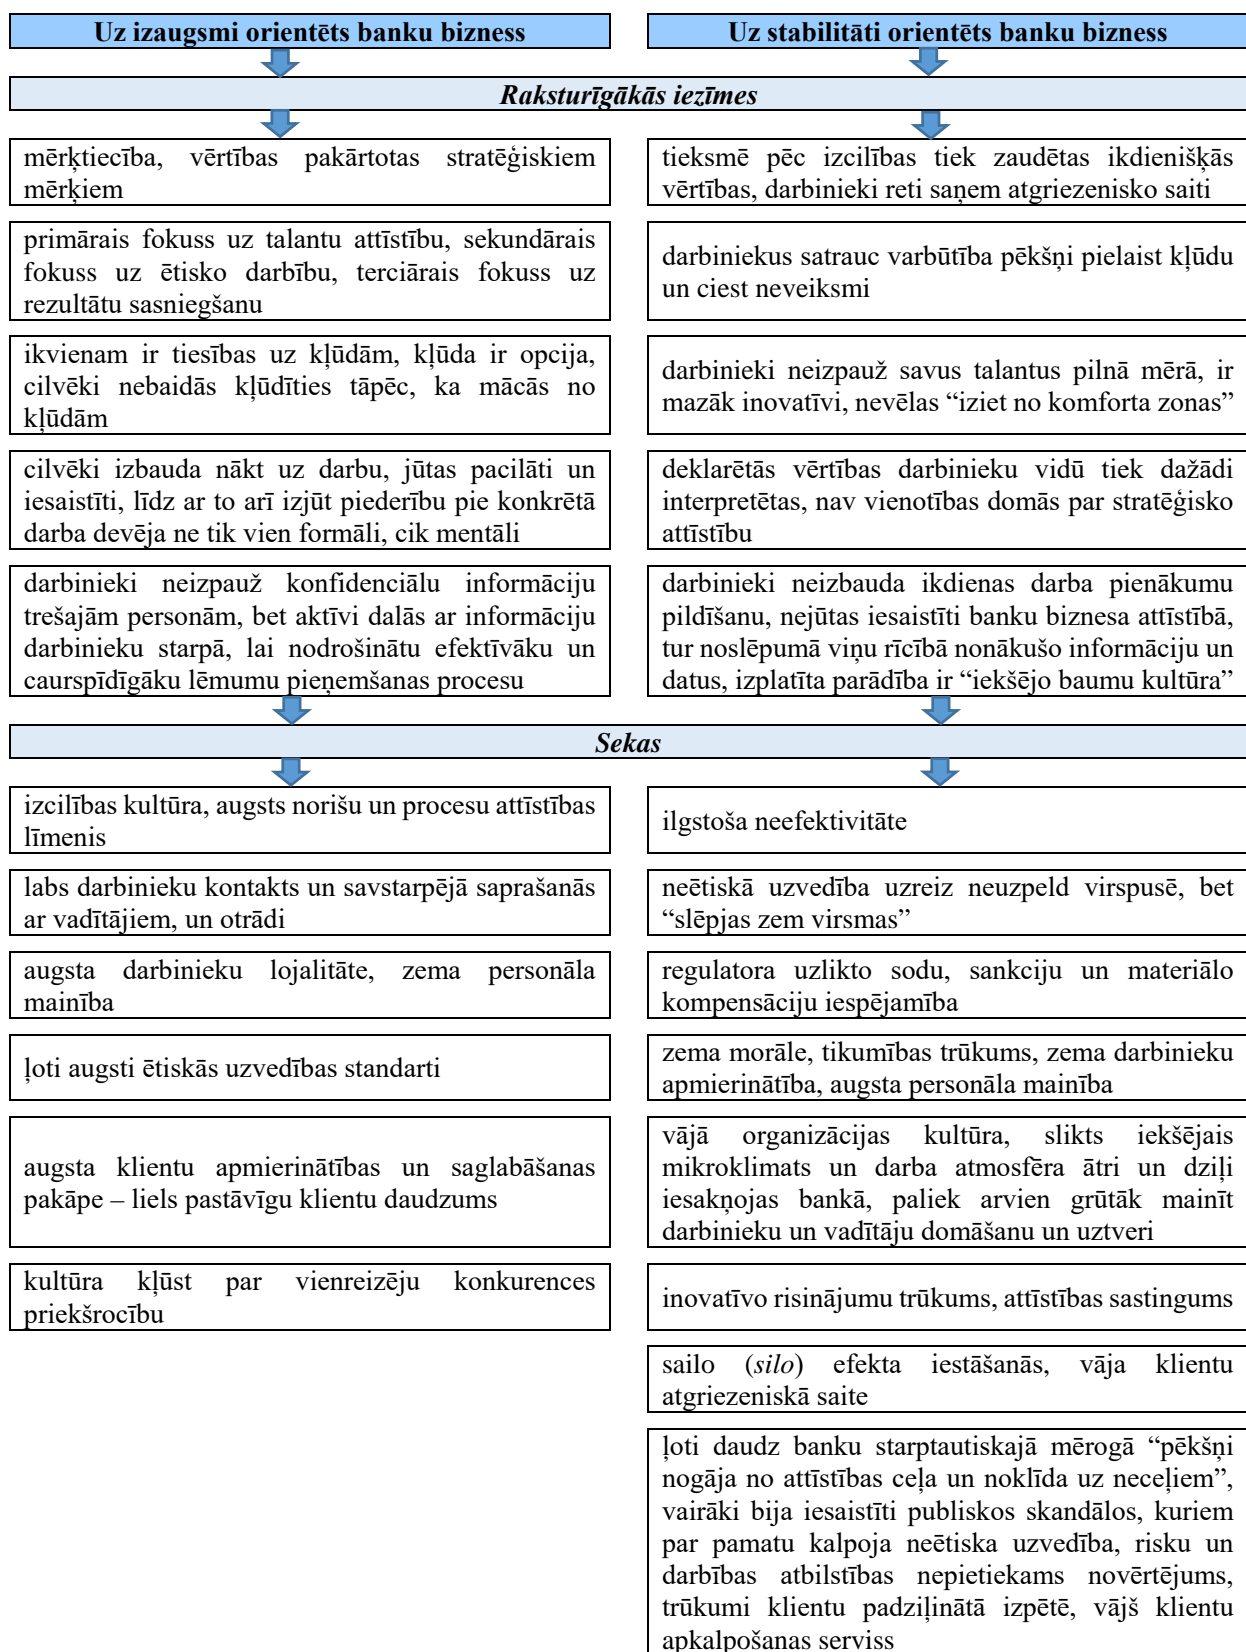 Uz izaugsmi orientēts banku bizness
Uz stabilitāti orientēts banku bizness
Raksturīgākās iezīmes
mērķtiecība, vērtības pakārtotas stratēģiskiem
mērķiem
primārais fokuss uz talantu attīstību, sekundārais
fokuss uz ētisko darbību, terciārais fokuss uz
rezultātu sasniegšanu
ikvienam ir tiesības uz kļūdām, kļūda ir opcija,
cilvēki nebaidās kļūdīties tāpēc, ka mācās no
kļūdām
cilvēki izbauda nākt uz darbu, jūtas pacilāti un
iesaistīti, līdz ar to arī izjūt piederību pie konkrētā
darba devēja ne tik vien formāli, cik mentāli
darbinieki neizpauž konfidenciālu informāciju
trešajām personām, bet aktīvi dalās ar informāciju
darbinieku starpā, lai nodrošinātu efektīvāku un
caurspīdīgāku lēmumu pieņemšanas procesu
tieksmē pēc izcilības tiek zaudētas ikdienišķās
vērtības, darbinieki reti saņem atgriezenisko saiti
darbiniekus satrauc varbūtība pēkšņi pielaist kļūdu
un ciest neveiksmi
darbinieki neizpauž savus talantus pilnā mērā, ir
mazāk inovatīvi, nevēlas “iziet no komforta zonas”
deklarētās vērtības darbinieku vidū tiek dažādi
interpretētas, nav vienotības domās par stratēģisko
attīstību
darbinieki neizbauda ikdienas darba pienākumu
pildīšanu, nejūtas iesaistīti banku biznesa attīstībā,
tur noslēpumā viņu rīcībā nonākušo informāciju un
datus, izplatīta parādība ir “iekšējo baumu kultūra”
Sekas
izcilības kultūra, augsts norišu un procesu attīstības
līmenis
labs darbinieku kontakts un savstarpējā saprašanās
ar vadītājiem, un otrādi
augsta darbinieku lojalitāte, zema personāla
mainība
ļoti augsti ētiskās uzvedības standarti
augsta klientu apmierinātības un saglabāšanas
pakāpe – liels pastāvīgu klientu daudzums
kultūra kļūst par vienreizēju konkurences
priekšrocību
ilgstoša neefektivitāte
neētiskā uzvedība uzreiz neuzpeld virspusē, bet
“slēpjas zem virsmas”
regulatora uzlikto sodu, sankciju un materiālo
kompensāciju iespējamība
zema morāle, tikumības trūkums, zema darbinieku
apmierinātība, augsta personāla mainība
vājā organizācijas kultūra, slikts iekšējais
mikroklimats un darba atmosfēra ātri un dziļi
iesakņojas bankā, paliek arvien grūtāk mainīt
darbinieku un vadītāju domāšanu un uztveri
inovatīvo risinājumu trūkums, attīstības sastingums
sailo (silo) efekta iestāšanās, vāja klientu
atgriezeniskā saite
ļoti daudz banku starptautiskajā mērogā “pēkšņi
nogāja no attīstības ceļa un noklīda uz neceļiem”,
vairāki bija iesaistīti publiskos skandālos, kuriem
par pamatu kalpoja neētiska uzvedība, risku un
darbības atbilstības nepietiekams novērtējums,
trūkumi klientu padziļinātā izpētē, vājš klientu
apkalpošanas serviss